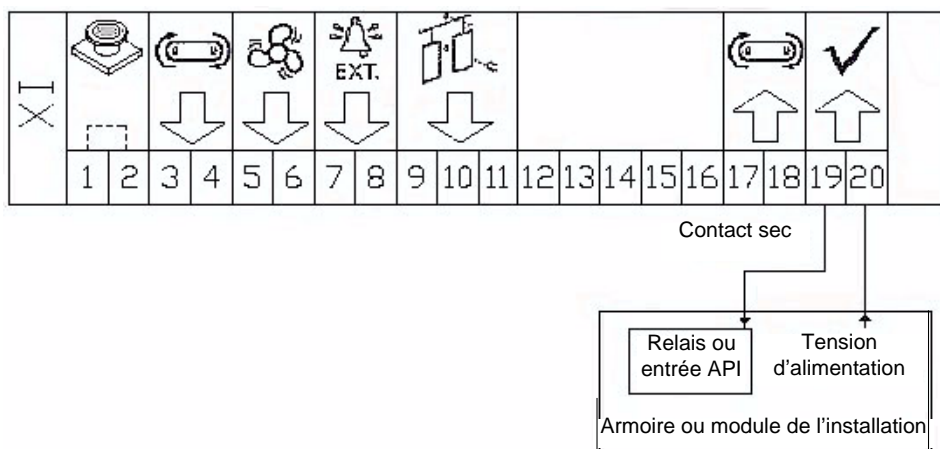 EXT.
XI
1 2 3 4 5 6 7 8 9 10 11 12 13 14 15 16 17 18 19 20
Contact sec
Relais ou
entrée API
Tension
d'alimentation
Armoire ou module de l'installation